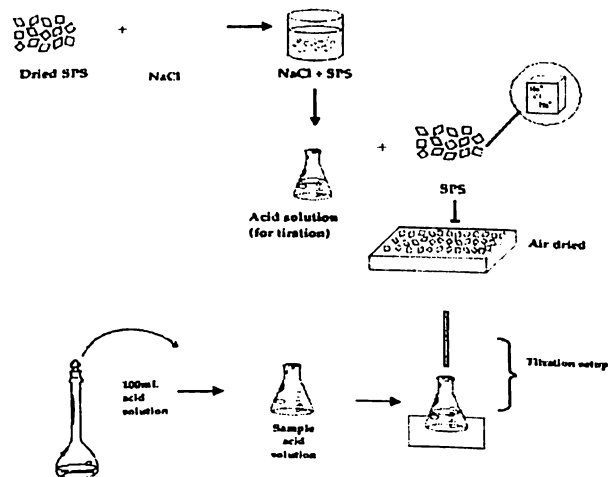 Dried SPS
+
NaCl
NaCl + SPS
+
Acid solution
(for tiration)
SPS
Air dried
100mL
acid
solution
Sample
acid
solution
Titration setup